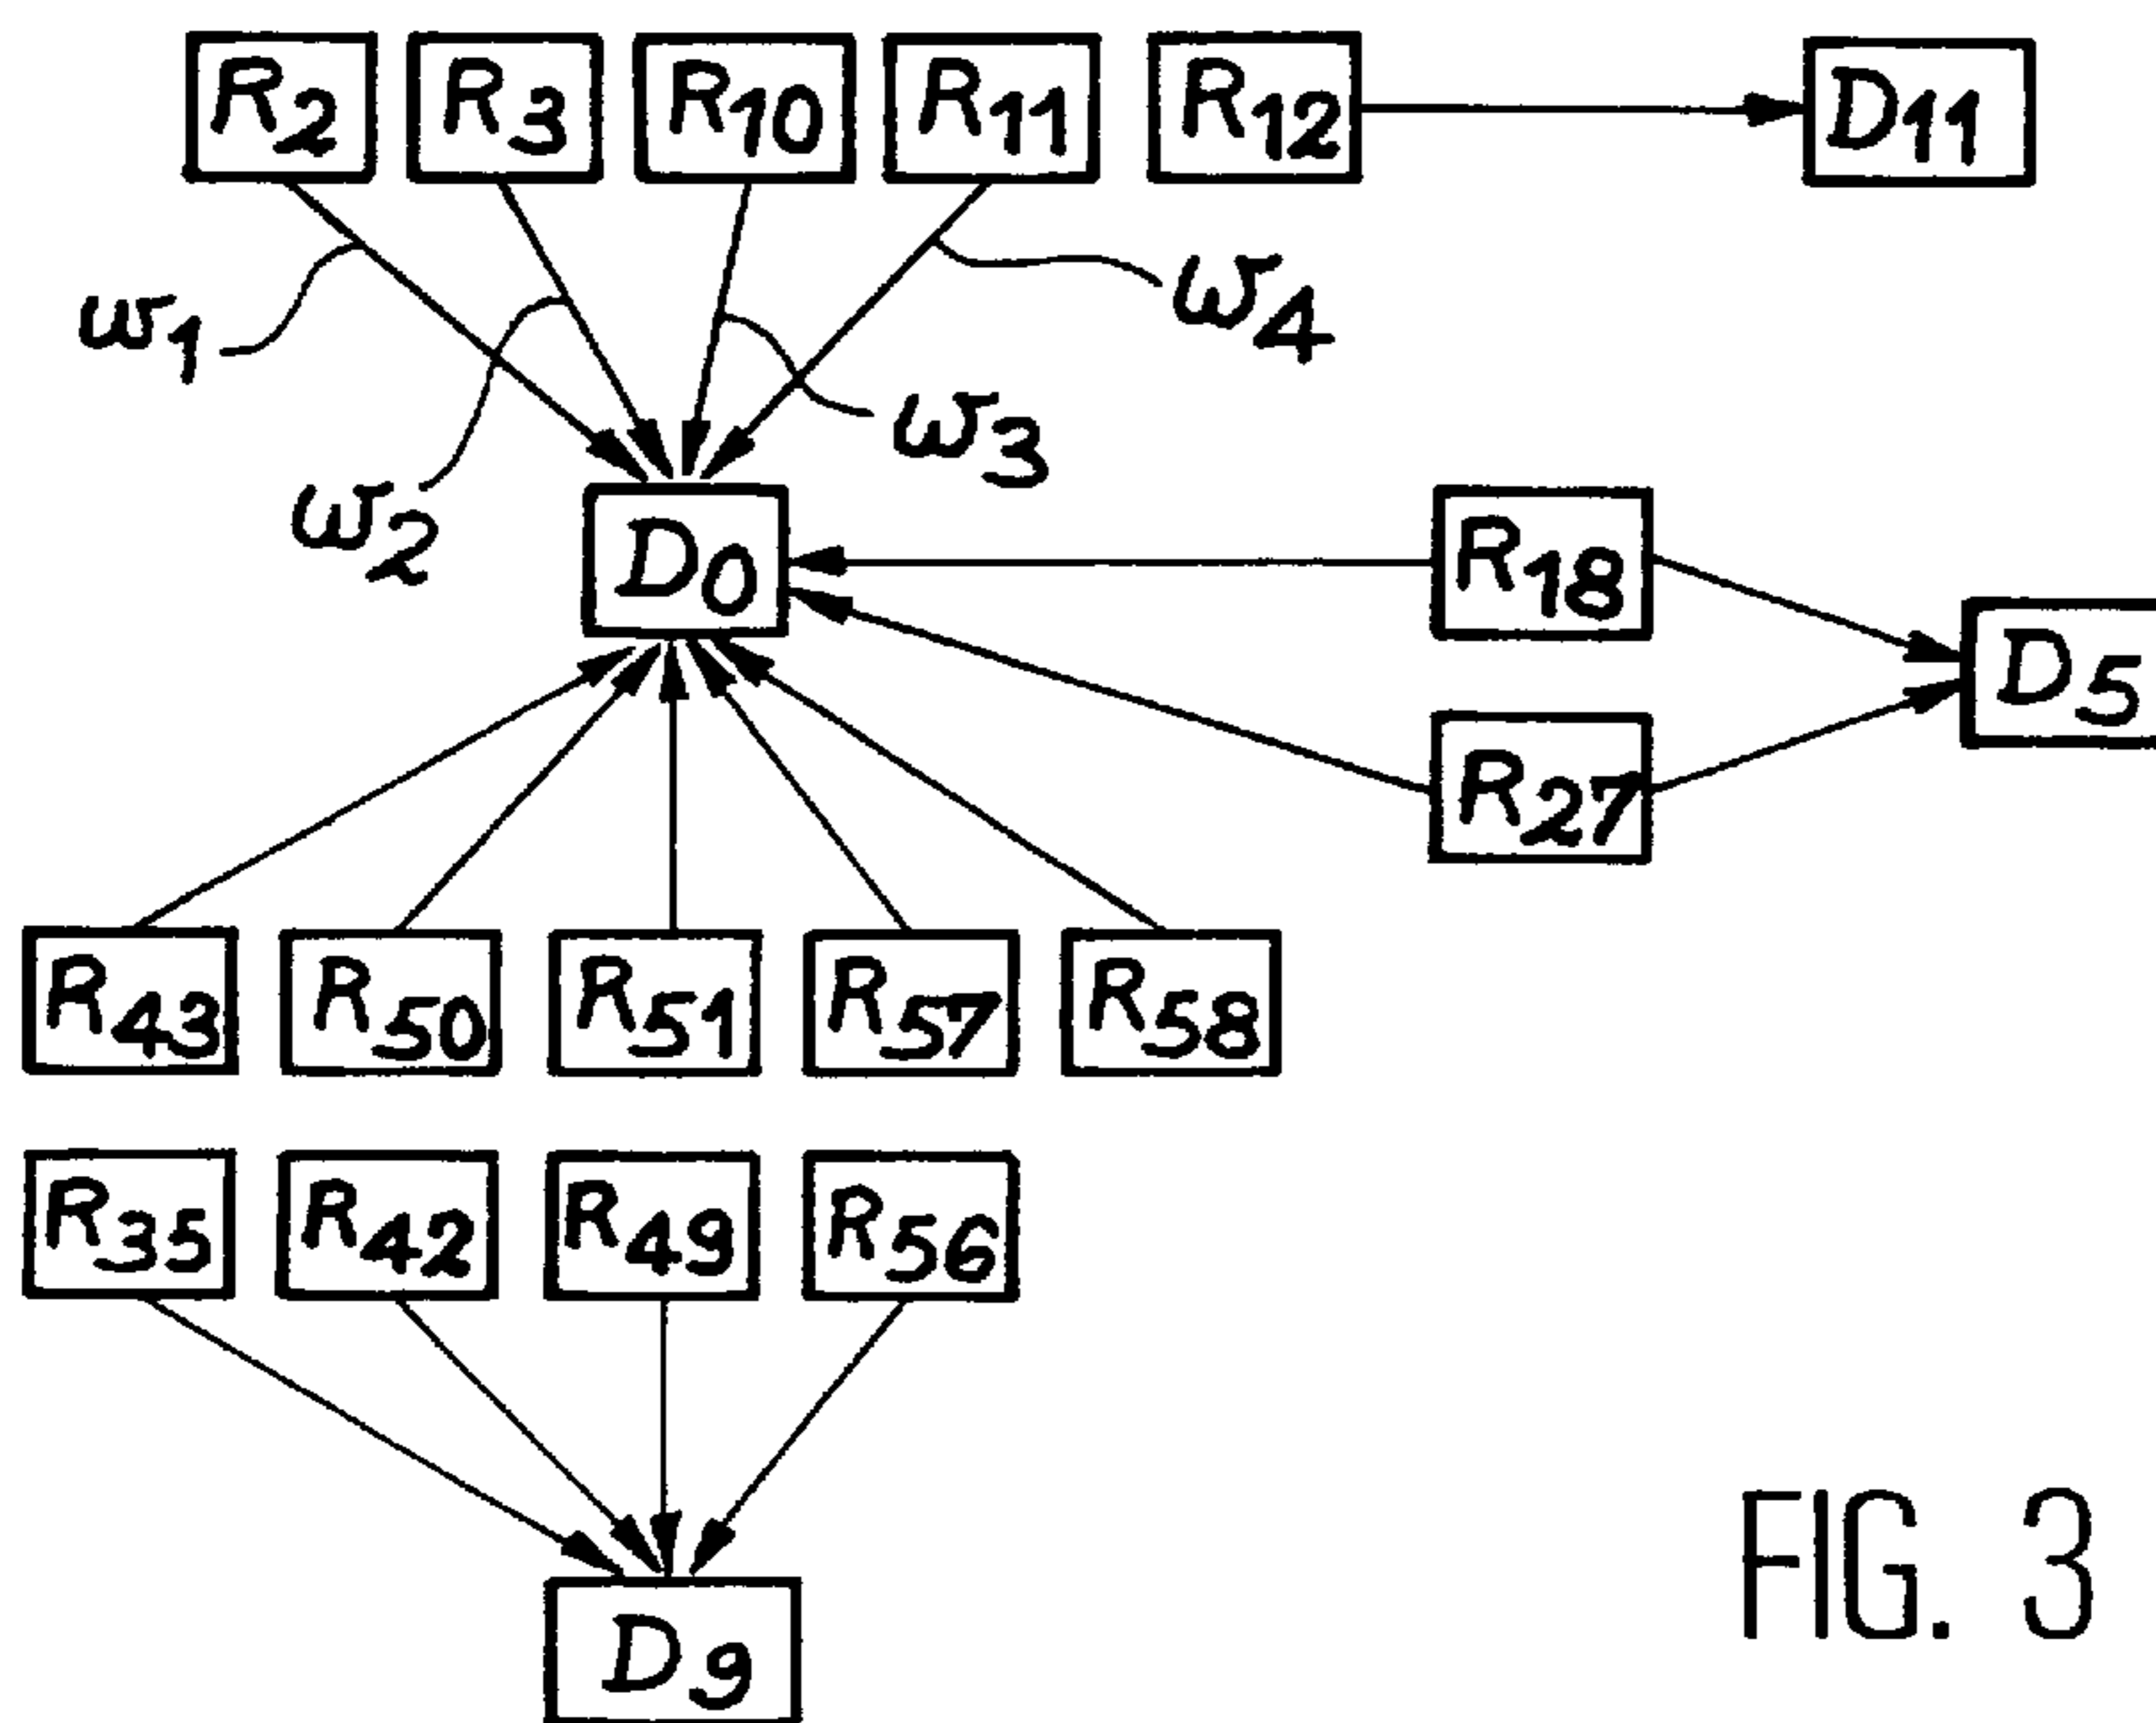 R2 R3 R10 R11 R12 D11
ω4
ω1
ω3
ω2
D0 R18
D5
R27
R43 R50 R51 R57 R58
R35 R42 R49 R56
D9
FIG. 3